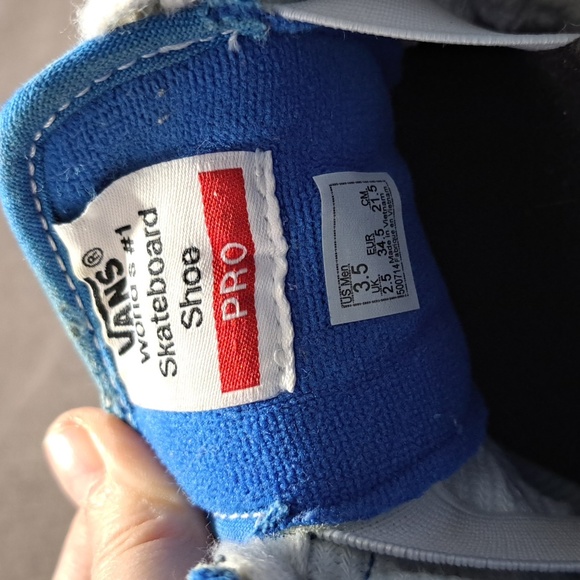 VANS®
world's #1
Skateboard
Shoe
PRO
US Men EUR CM
3.5 34.5 21.5
UK Made in Vietnam
2.5 Fabriqué au Vietnam
500714